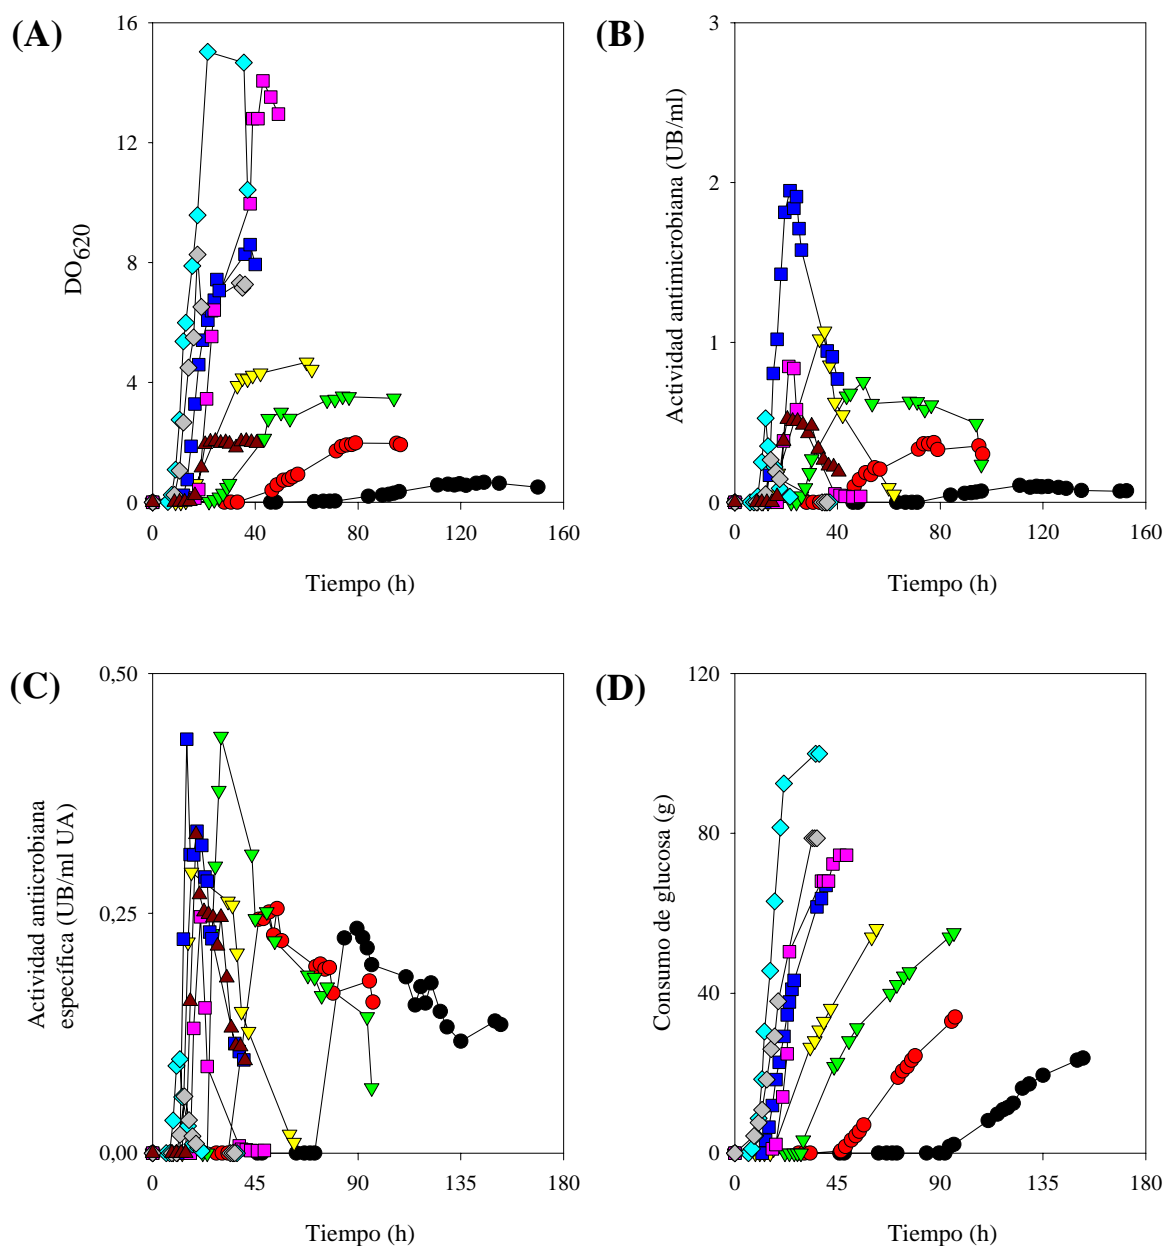 (A)
16
12
8
4
0
DO620
0 40 80 120 160
Tiempo (h)
(B)
3
2
1
0
Actividad antimicrobiana (UB/ml)
0 40 80 120 160
Tiempo (h)
(C)
0,50
0,25
0,00
Actividad antiicrobiana
específica (UB/ml UA)
0 45 90 135 180
Tiempo (h)
(D)
120
80
40
0
Consumo de glucosa (g)
0 45 90 135 180
Tiempo (h)